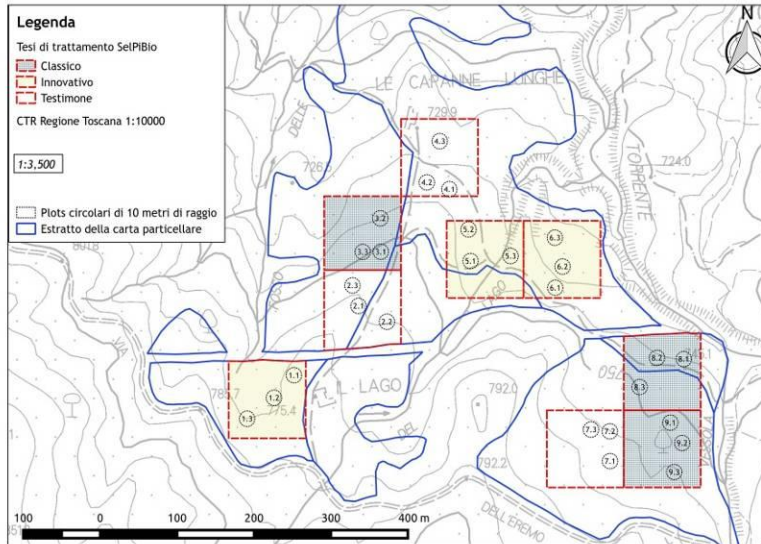 Legenda
Tesi di trattamento SelPiBio
Classico
Innovativo
Testimone
CTR Regione Toscana 1:10000
1:3,500
Plots circolari di 10 metri di raggio
Estratto della carta particellare
N
LE CAPANNE LUNGHE
729.9
DELLE
TORRENTE
724.0
726.5
4.3
4.2
4.1
3.2
3.3
3.1
5.2
5.1
5.3
6.3
6.2
6.1
2.3
2.1
2.2
LAGO
VIA
1.1
1.2
1.3
785.7
775.4
IL LAGO
792.0
DEL
750
8.2
8.1
8.3
7.3
7.2
7.1
9.1
9.2
9.3
792.2
DELL'EREMO
100
0
100
200
300
400 m